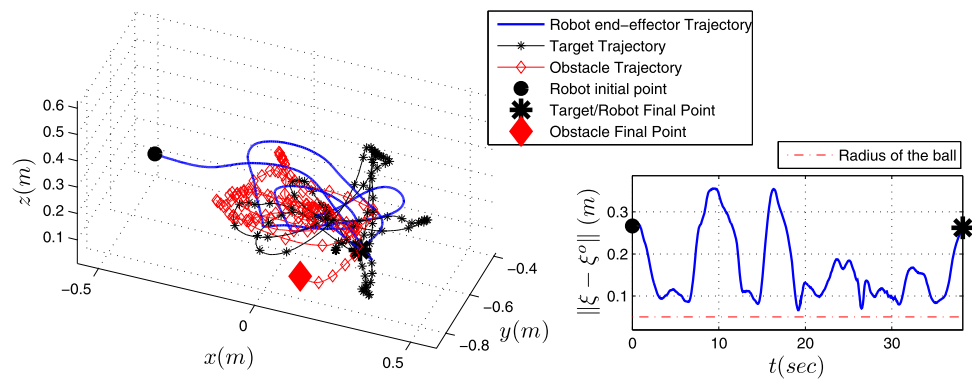 Robot end-effector Trajectory
Target Trajectory
Obstacle Trajectory
Robot initial point
Target/Robot Final Point
Obstacle Final Point
0.6
0.5
0.4
0.3
0.2
0.1
z(m)
−0.5
0
0.5
x(m)
−0.4
−0.6
−0.8
y(m)
Radius of the ball
||ξ − ξ^o|| (m)
0.3
0.2
0.1
0
10
20
30
t(sec)